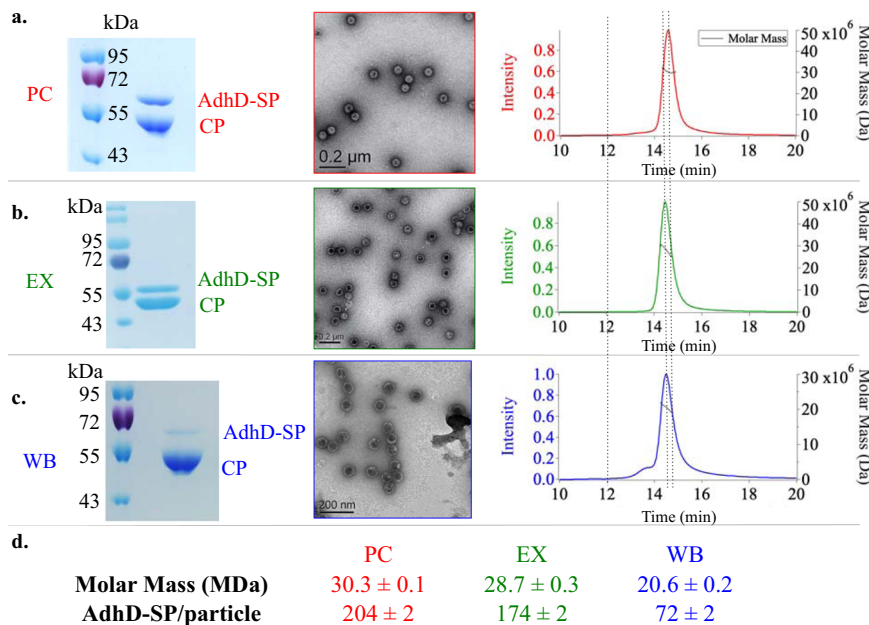 a.
kDa
95
72
55
43
PC
AdhD-SP
CP
0.2 μm
Intensity
0.8
0.6
0.4
0.2
0.0
Molar Mass
50 x10⁶
40
30
20
10
0
Molar Mass (Da)
10 12 14 16 18 20
Time (min)
b.
kDa
95
72
55
43
EX
AdhD-SP
CP
0.2 μm
Intensity
0.8
0.6
0.4
0.2
0.0
50 x10⁶
40
30
20
10
0
Molar Mass (Da)
10 12 14 16 18 20
Time (min)
c.
kDa
95
72
55
43
WB
AdhD-SP
CP
200 nm
Intensity
1.0
0.8
0.6
0.4
0.2
0.0
30 x10⁶
20
10
0
Molar Mass (Da)
10 12 14 16 18 20
Time (min)
d.
PC EX WB
Molar Mass (MDa) 30.3 ± 0.1 28.7 ± 0.3 20.6 ± 0.2
AdhD-SP/particle 204 ± 2 174 ± 2 72 ± 2